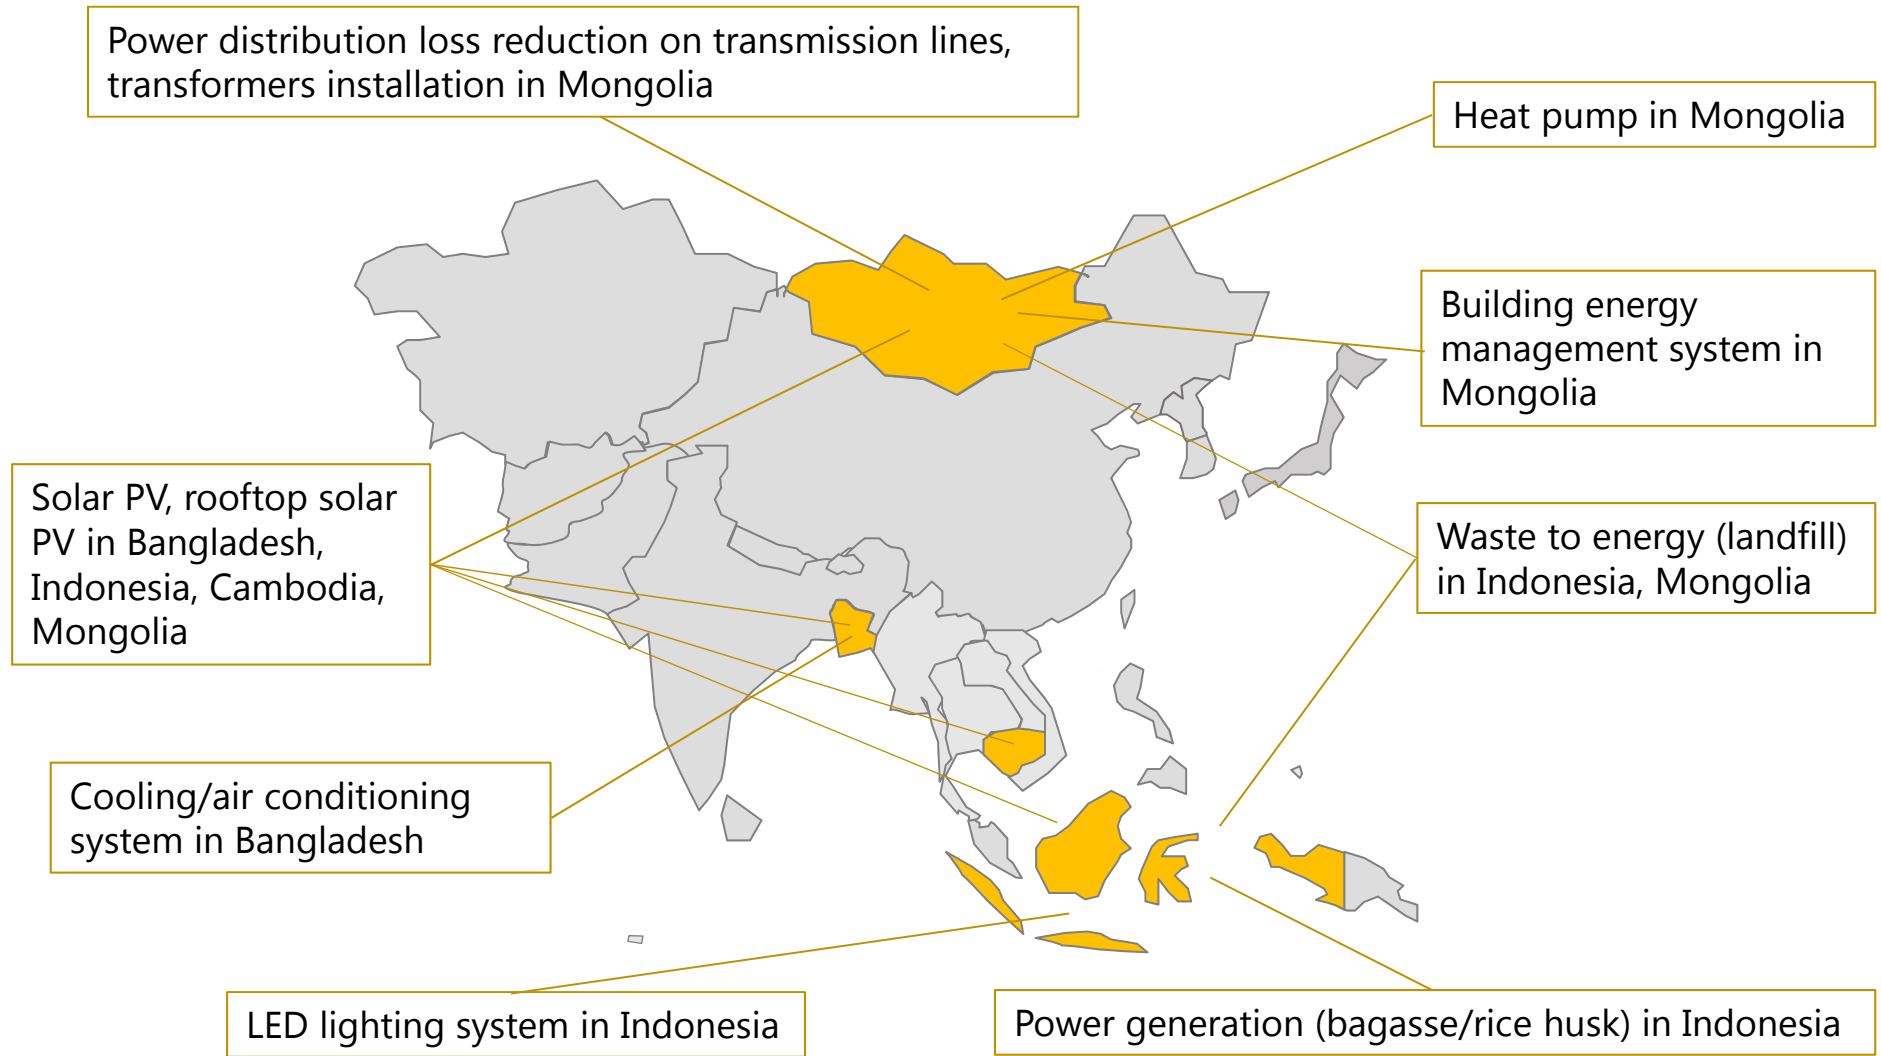 Power distribution loss reduction on transmission lines,
transformers installation in Mongolia
Heat pump in Mongolia
Building energy
management system in
Mongolia
Solar PV, rooftop solar
PV in Bangladesh,
Indonesia, Cambodia,
Mongolia
Waste to energy (landfill)
in Indonesia, Mongolia
Cooling/air conditioning
system in Bangladesh
LED lighting system in Indonesia
Power generation (bagasse/rice husk) in Indonesia